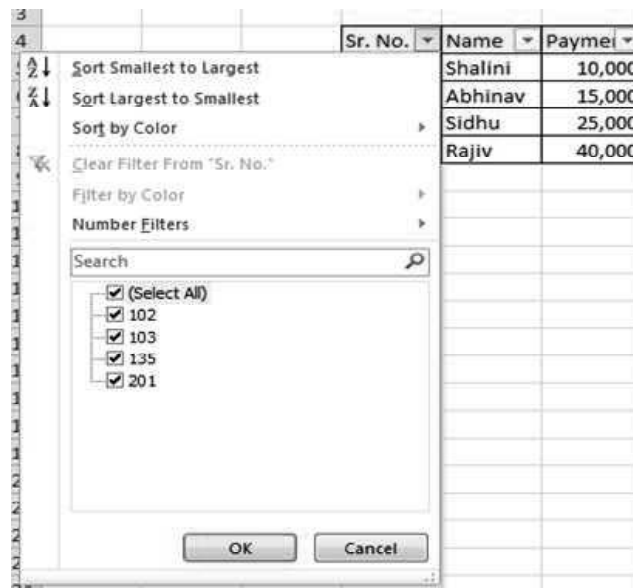 3
4
Sr. No. Name Paymei
Sort Smallest to Largest Shalini 10,000
Sort Largest to Smallest Abhinav 15,000
Sort by Color Sidhu 25,000
Clear Filter From "Sr. No." Rajiv 40,000
Filter by Color
Number Filters
Search
(Select All)
102
103
135
201
OK Cancel